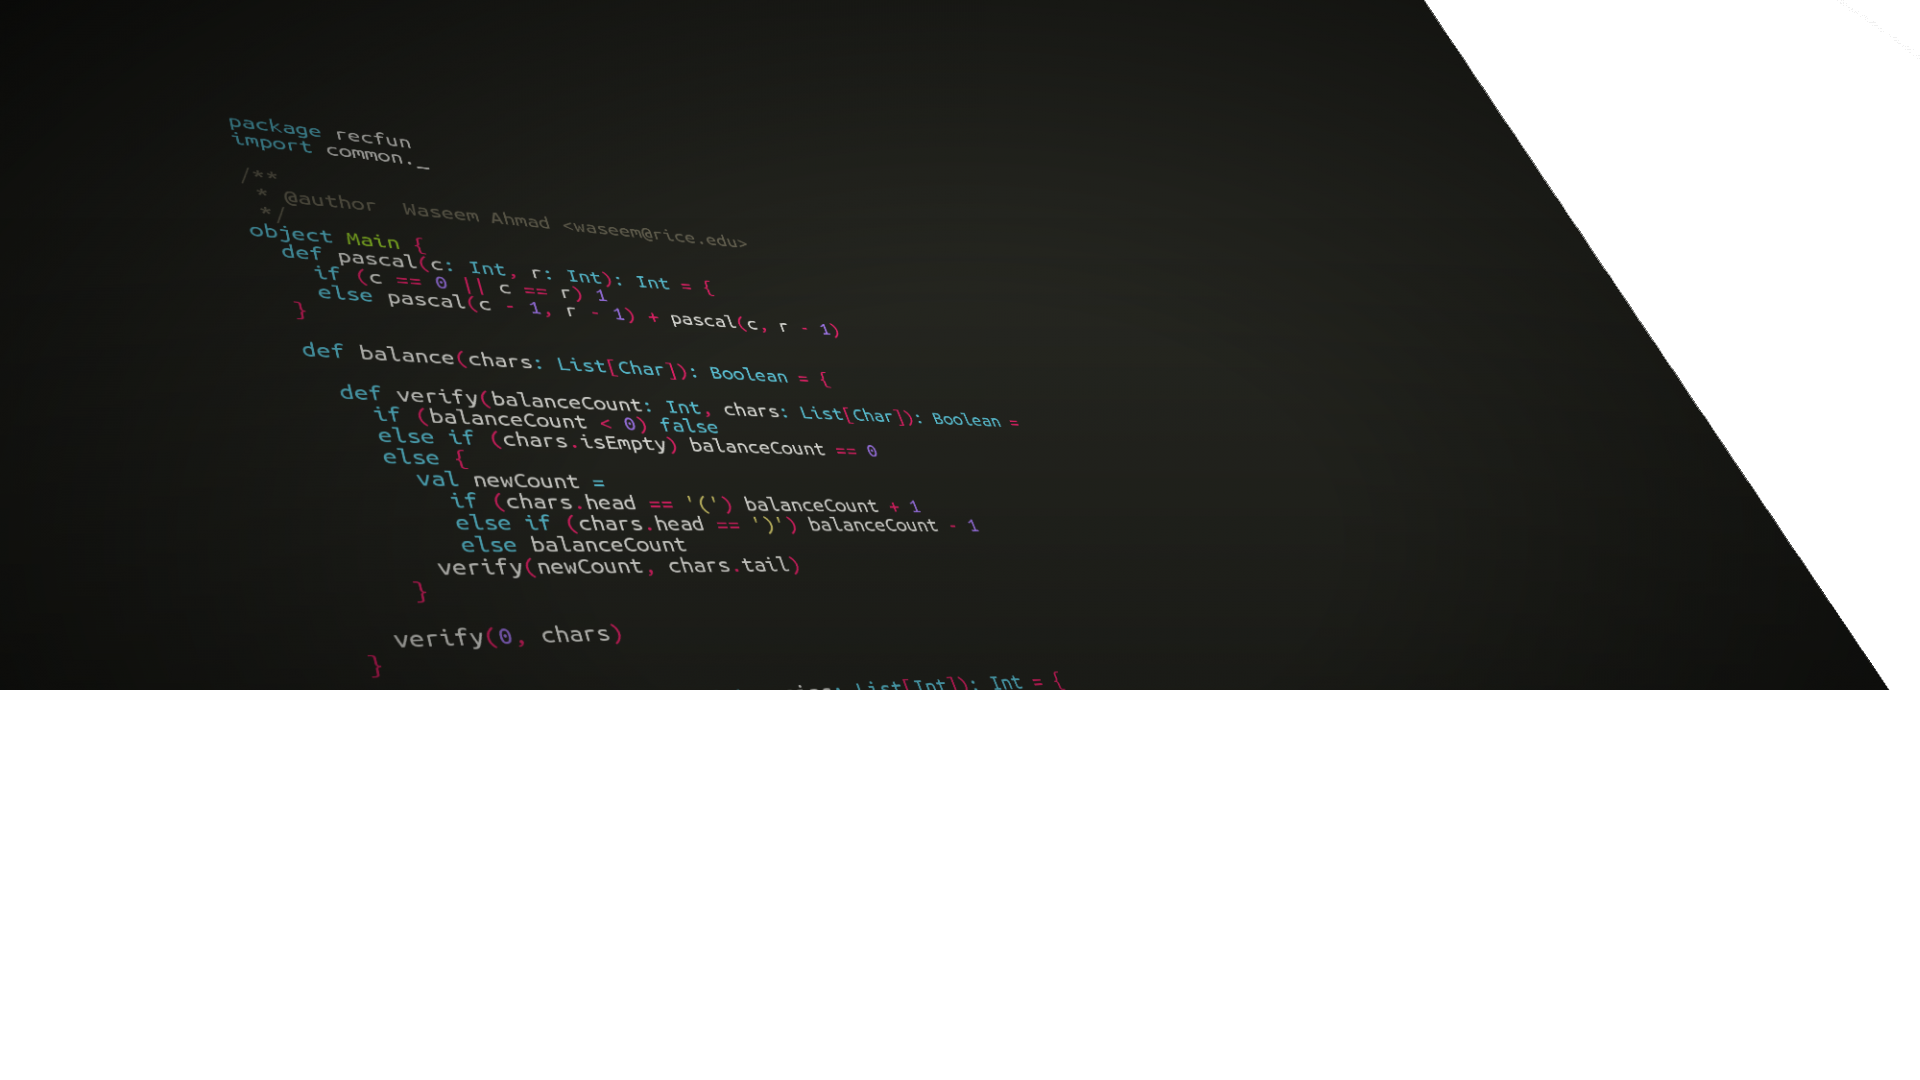 package recfun
import common._
/**
* @author Waseem Ahmad <waseem@rice.edu>
*/
object Main {
def pascal(c: Int, r: Int): Int = {
if (c == 0 || c == r) 1
else pascal(c - 1, r - 1) + pascal(c, r - 1)
}
def balance(chars: List[Char]): Boolean = {
def verify(balanceCount: Int, chars: List[Char]): Boolean =
if (balanceCount < 0) false
else if (chars.isEmpty) balanceCount == 0
else {
val newCount =
if (chars.head == '(') balanceCount + 1
else if (chars.head == ')') balanceCount - 1
else balanceCount
verify(newCount, chars.tail)
}
verify(0, chars)
}
: List[Int]): Int = {